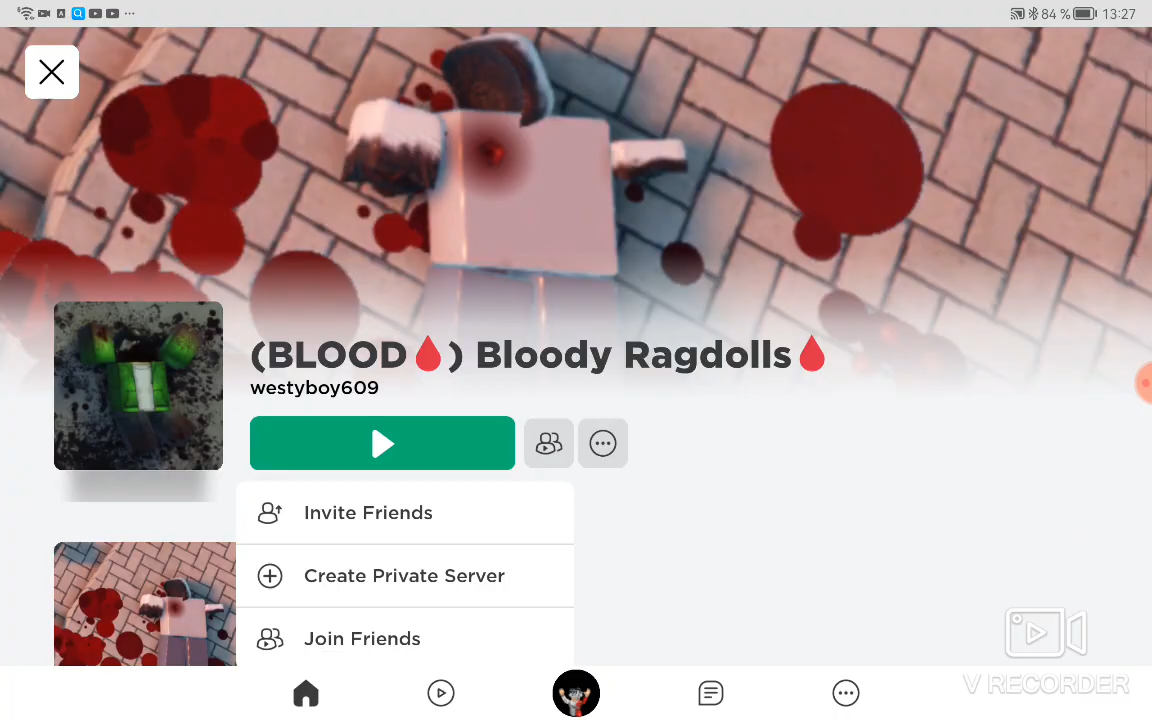 84 % 13:27
(BLOOD🩸) Bloody Ragdolls🩸
westyboy609
Invite Friends
Create Private Server
Join Friends
V RECORDER